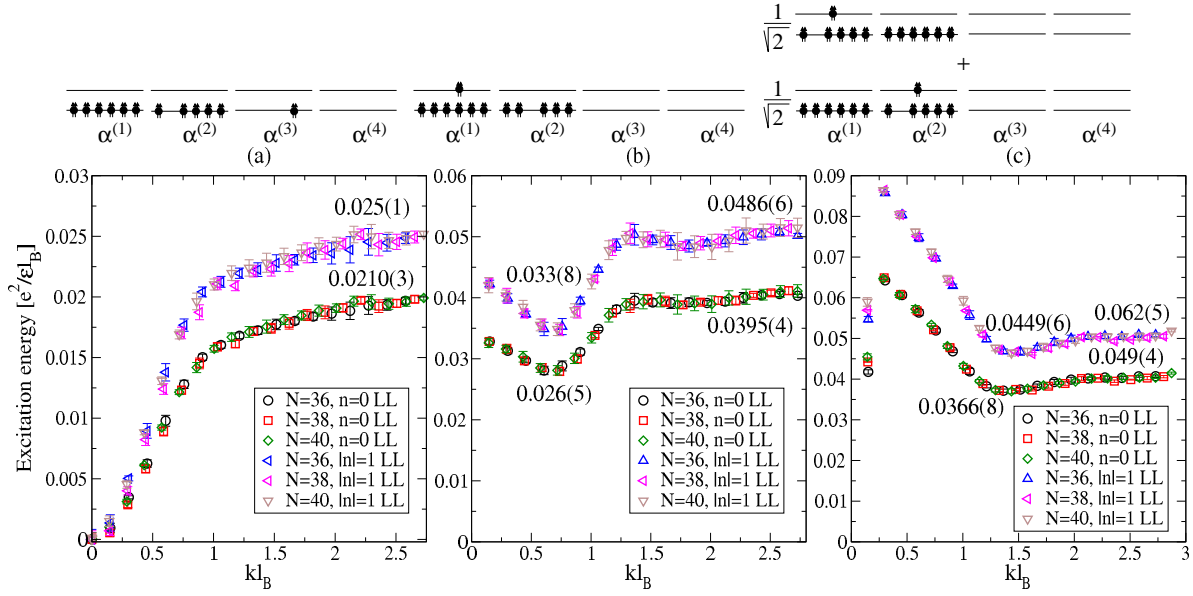 1
√2
+
1
√2
α(1) α(2) α(3) α(4)
α(1) α(2) α(3) α(4)
α(1) α(2) α(3) α(4)
(a)
(b)
(c)
Excitation energy [e²/εl_B]
0.03
0.025
0.02
0.015
0.01
0.005
0
0.025(1)
0.0210(3)
N=36, n=0 LL
N=38, n=0 LL
N=40, n=0 LL
N=36, |n|=1 LL
N=38, |n|=1 LL
N=40, |n|=1 LL
0 0.5 1 1.5 2 2.5
kl_B
0.06
0.05
0.04
0.03
0.02
0.01
0
0.0486(6)
0.033(8)
0.0395(4)
0.026(5)
N=36, n=0 LL
N=38, n=0 LL
N=40, n=0 LL
N=36, |n|=1 LL
N=38, |n|=1 LL
N=40, |n|=1 LL
0 0.5 1 1.5 2 2.5
kl_B
0.09
0.08
0.07
0.06
0.05
0.04
0.03
0.02
0.01
0
0.062(5)
0.0449(6)
0.049(4)
0.0366(8)
N=36, n=0 LL
N=38, n=0 LL
N=40, n=0 LL
N=36, |n|=1 LL
N=38, |n|=1 LL
N=40, |n|=1 LL
0 0.5 1 1.5 2 2.5 3
kl_B